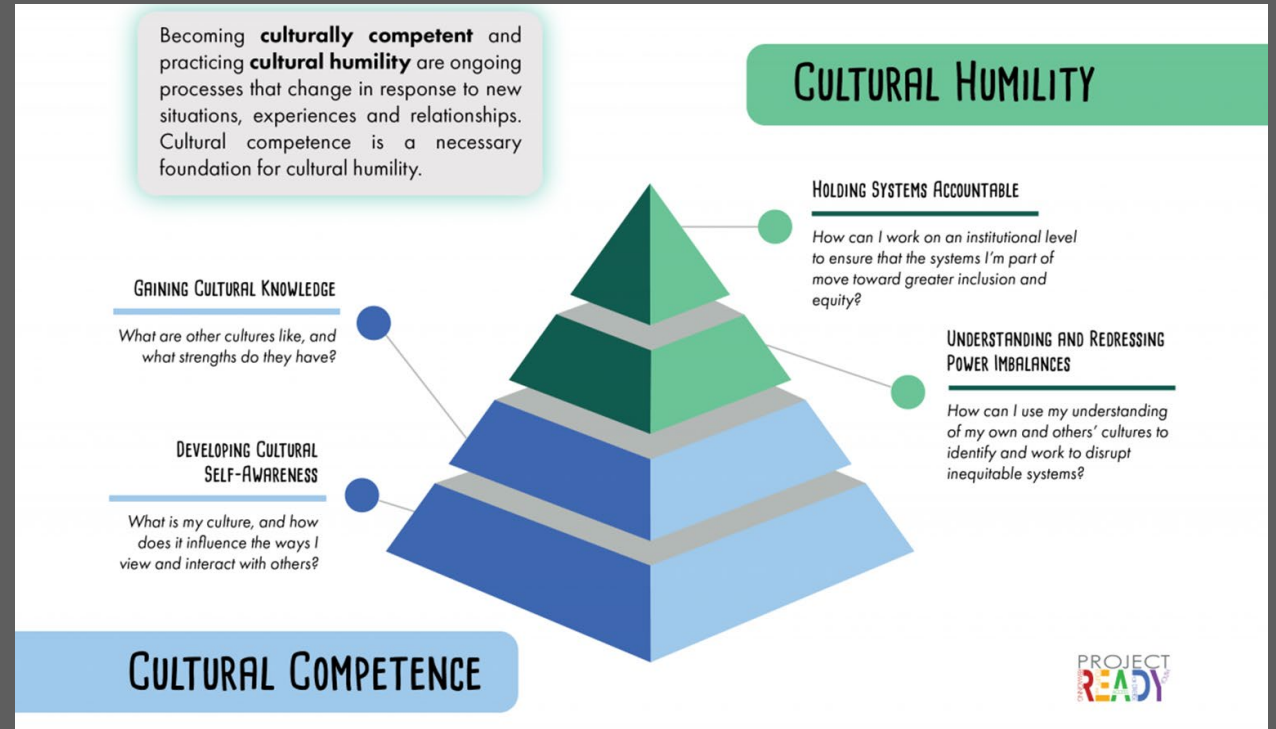 Becoming culturally competent and
practicing cultural humility are ongoing
processes that change in response to new
situations, experiences and relationships.
Cultural competence is a necessary
foundation for cultural humility.
CULTURAL HUMILITY
HOLDING SYSTEMS ACCOUNTABLE
How can I work on an institutional level
to ensure that the systems I'm part of
move toward greater inclusion and
equity?
GAINING CULTURAL KNOWLEDGE
What are other cultures like, and
what strengths do they have?
UNDERSTANDING AND REDRESSING
POWER IMBALANCES
How can I use my understanding
of my own and others' cultures to
identify and work to disrupt
inequitable systems?
DEVELOPING CULTURAL
SELF-AWARENESS
What is my culture, and how
does it influence the ways I
view and interact with others?
CULTURAL COMPETENCE
PROJECT
READY